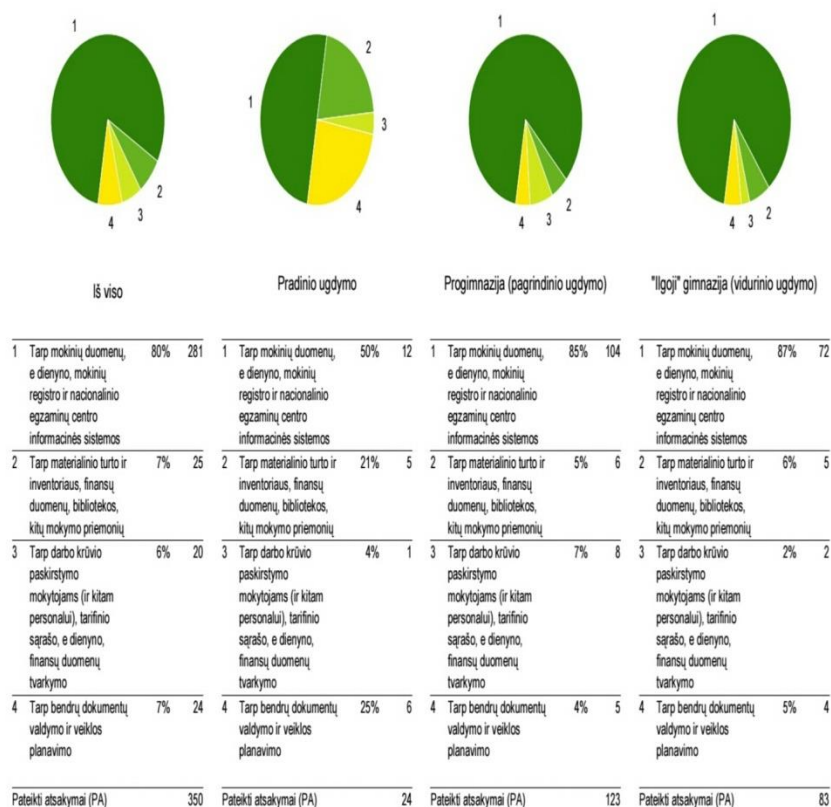 1
2
3
4
1
2
3
4
1
2
3
4
1
2
3
4
Iš viso
Pradinio ugdymo
Progimnazija (pagrindinio ugdymo)
"Ilgoji" gimnazija (vidurinio ugdymo)
1 Tarp mokinių duomenų, 80% 281
e dienyno, mokinių
registro ir nacionalinio
egzaminų centro
informacinės sistemos
2 Tarp materialinio turto ir 7% 25
inventoriaus, finansų
duomenų, bibliotekos,
kitų mokymo priemonių
3 Tarp darbo krūvio 6% 20
paskirstymo
mokytojams (ir kitam
personalui), tarifinio
sąrašo, e dienyno,
finansų duomenų
tvarkymo
4 Tarp bendrų dokumentų 7% 24
valdymo ir veiklos
planavimo
Pateikti atsakymai (PA) 350
1 Tarp mokinių duomenų, 50% 12
e dienyno, mokinių
registro ir nacionalinio
egzaminų centro
informacinės sistemos
2 Tarp materialinio turto ir 21% 5
inventoriaus, finansų
duomenų, bibliotekos,
kitų mokymo priemonių
3 Tarp darbo krūvio 4% 1
paskirstymo
mokytojams (ir kitam
personalui), tarifinio
sąrašo, e dienyno,
finansų duomenų
tvarkymo
4 Tarp bendrų dokumentų 25% 6
valdymo ir veiklos
planavimo
Pateikti atsakymai (PA) 24
1 Tarp mokinių duomenų, 85% 104
e dienyno, mokinių
registro ir nacionalinio
egzaminų centro
informacinės sistemos
2 Tarp materialinio turto ir 5% 6
inventoriaus, finansų
duomenų, bibliotekos,
kitų mokymo priemonių
3 Tarp darbo krūvio 7% 8
paskirstymo
mokytojams (ir kitam
personalui), tarifinio
sąrašo, e dienyno,
finansų duomenų
tvarkymo
4 Tarp bendrų dokumentų 4% 5
valdymo ir veiklos
planavimo
Pateikti atsakymai (PA) 123
1 Tarp mokinių duomenų, 87% 72
e dienyno, mokinių
registro ir nacionalinio
egzaminų centro
informacinės sistemos
2 Tarp materialinio turto ir 6% 5
inventoriaus, finansų
duomenų, bibliotekos,
kitų mokymo priemonių
3 Tarp darbo krūvio 2% 2
paskirstymo
mokytojams (ir kitam
personalui), tarifinio
sąrašo, e dienyno,
finansų duomenų
tvarkymo
4 Tarp bendrų dokumentų 5% 4
valdymo ir veiklos
planavimo
Pateikti atsakymai (PA) 83